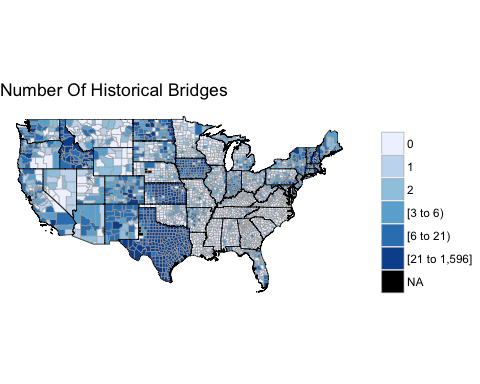 Number Of Historical Bridges
0
1
2
[3 to 6)
[6 to 21)
[21 to 1,596]
NA